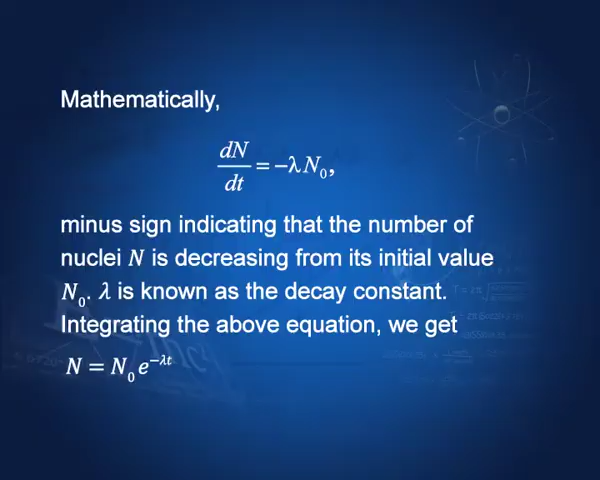 Mathematically,
dN/dt = −λN₀,
minus sign indicating that the number of
nuclei N is decreasing from its initial value
N₀. λ is known as the decay constant.
Integrating the above equation, we get
N = N₀e^−λt